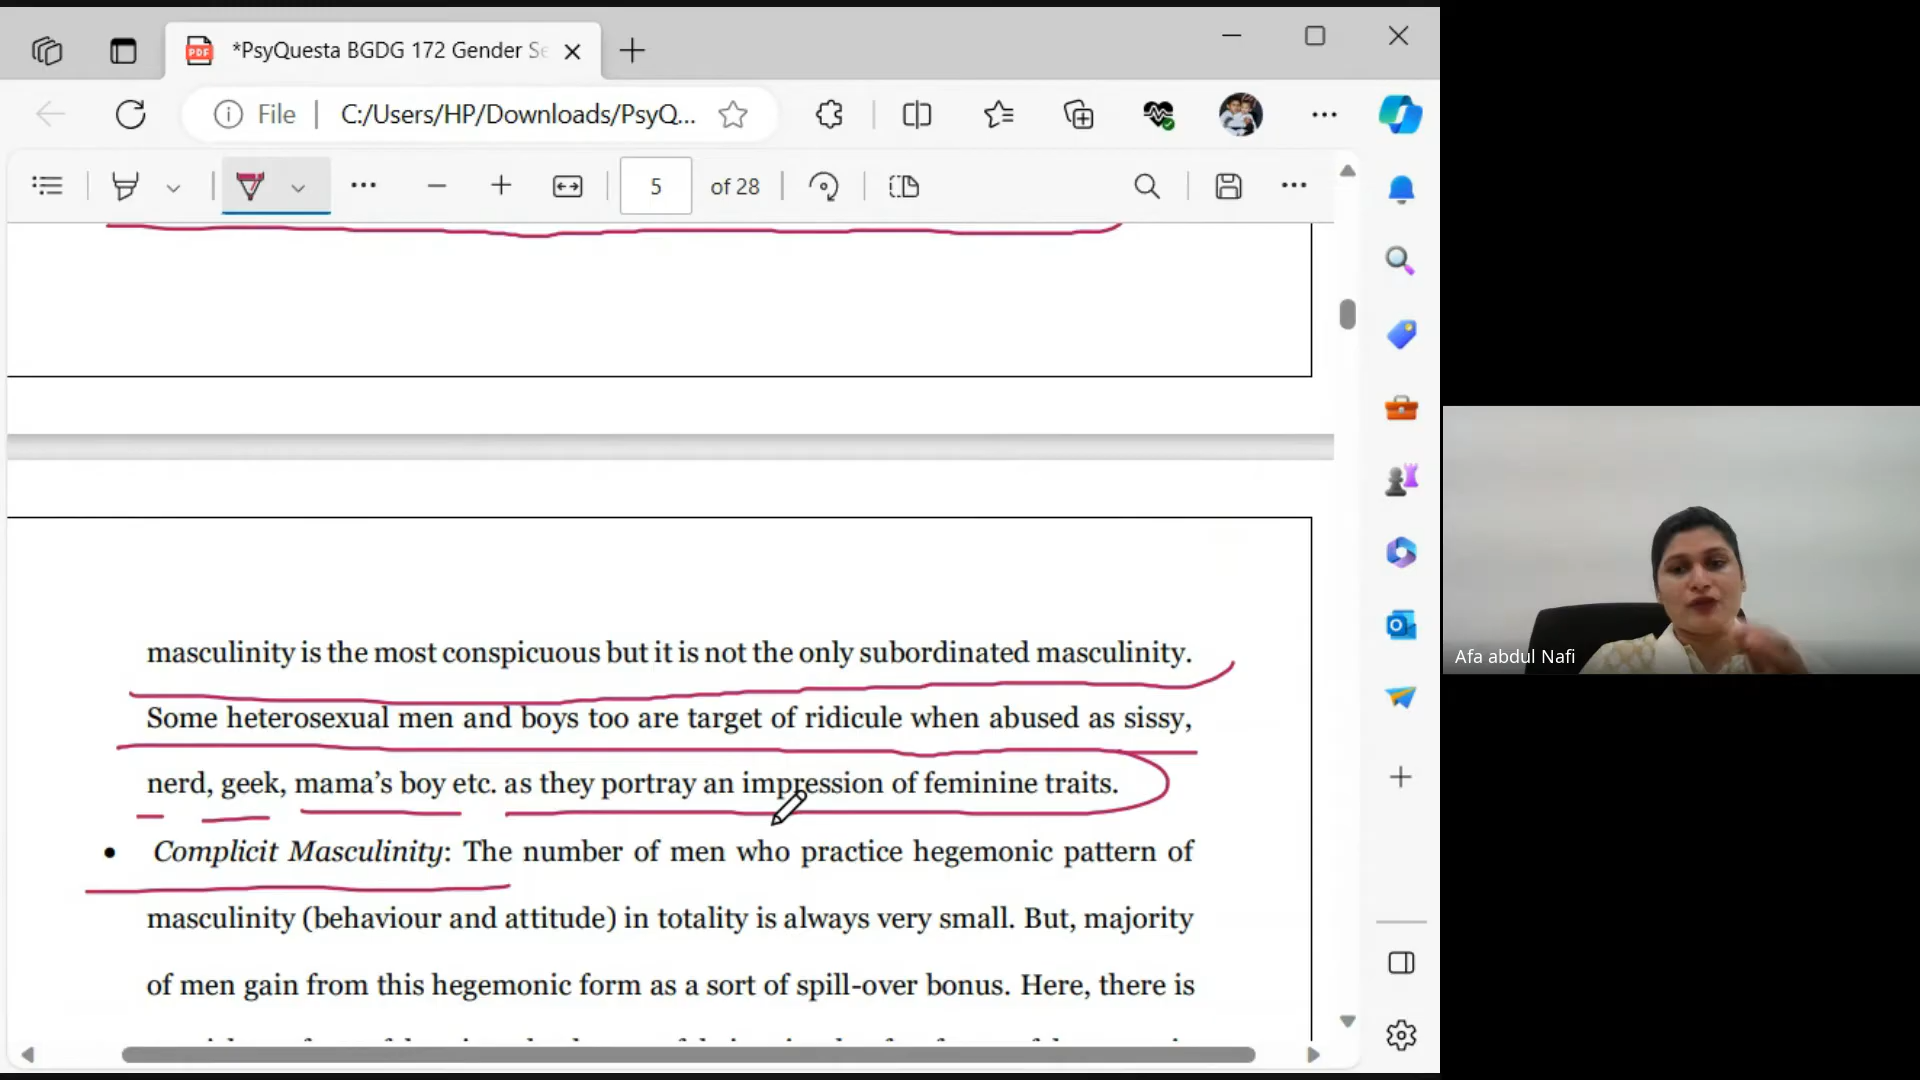 *PsyQuesta BGDG 172 Gender Se
File
C:/Users/HP/Downloads/PsyQ...
5
of 28
masculinity is the most conspicuous but it is not the only subordinated masculinity.
Some heterosexual men and boys too are target of ridicule when abused as sissy,
nerd, geek, mama's boy etc. as they portray an impression of feminine traits.
• Complicit Masculinity: The number of men who practice hegemonic pattern of
masculinity (behaviour and attitude) in totality is always very small. But, majority
of men gain from this hegemonic form as a sort of spill-over bonus. Here, there is
Afa abdul Nafi